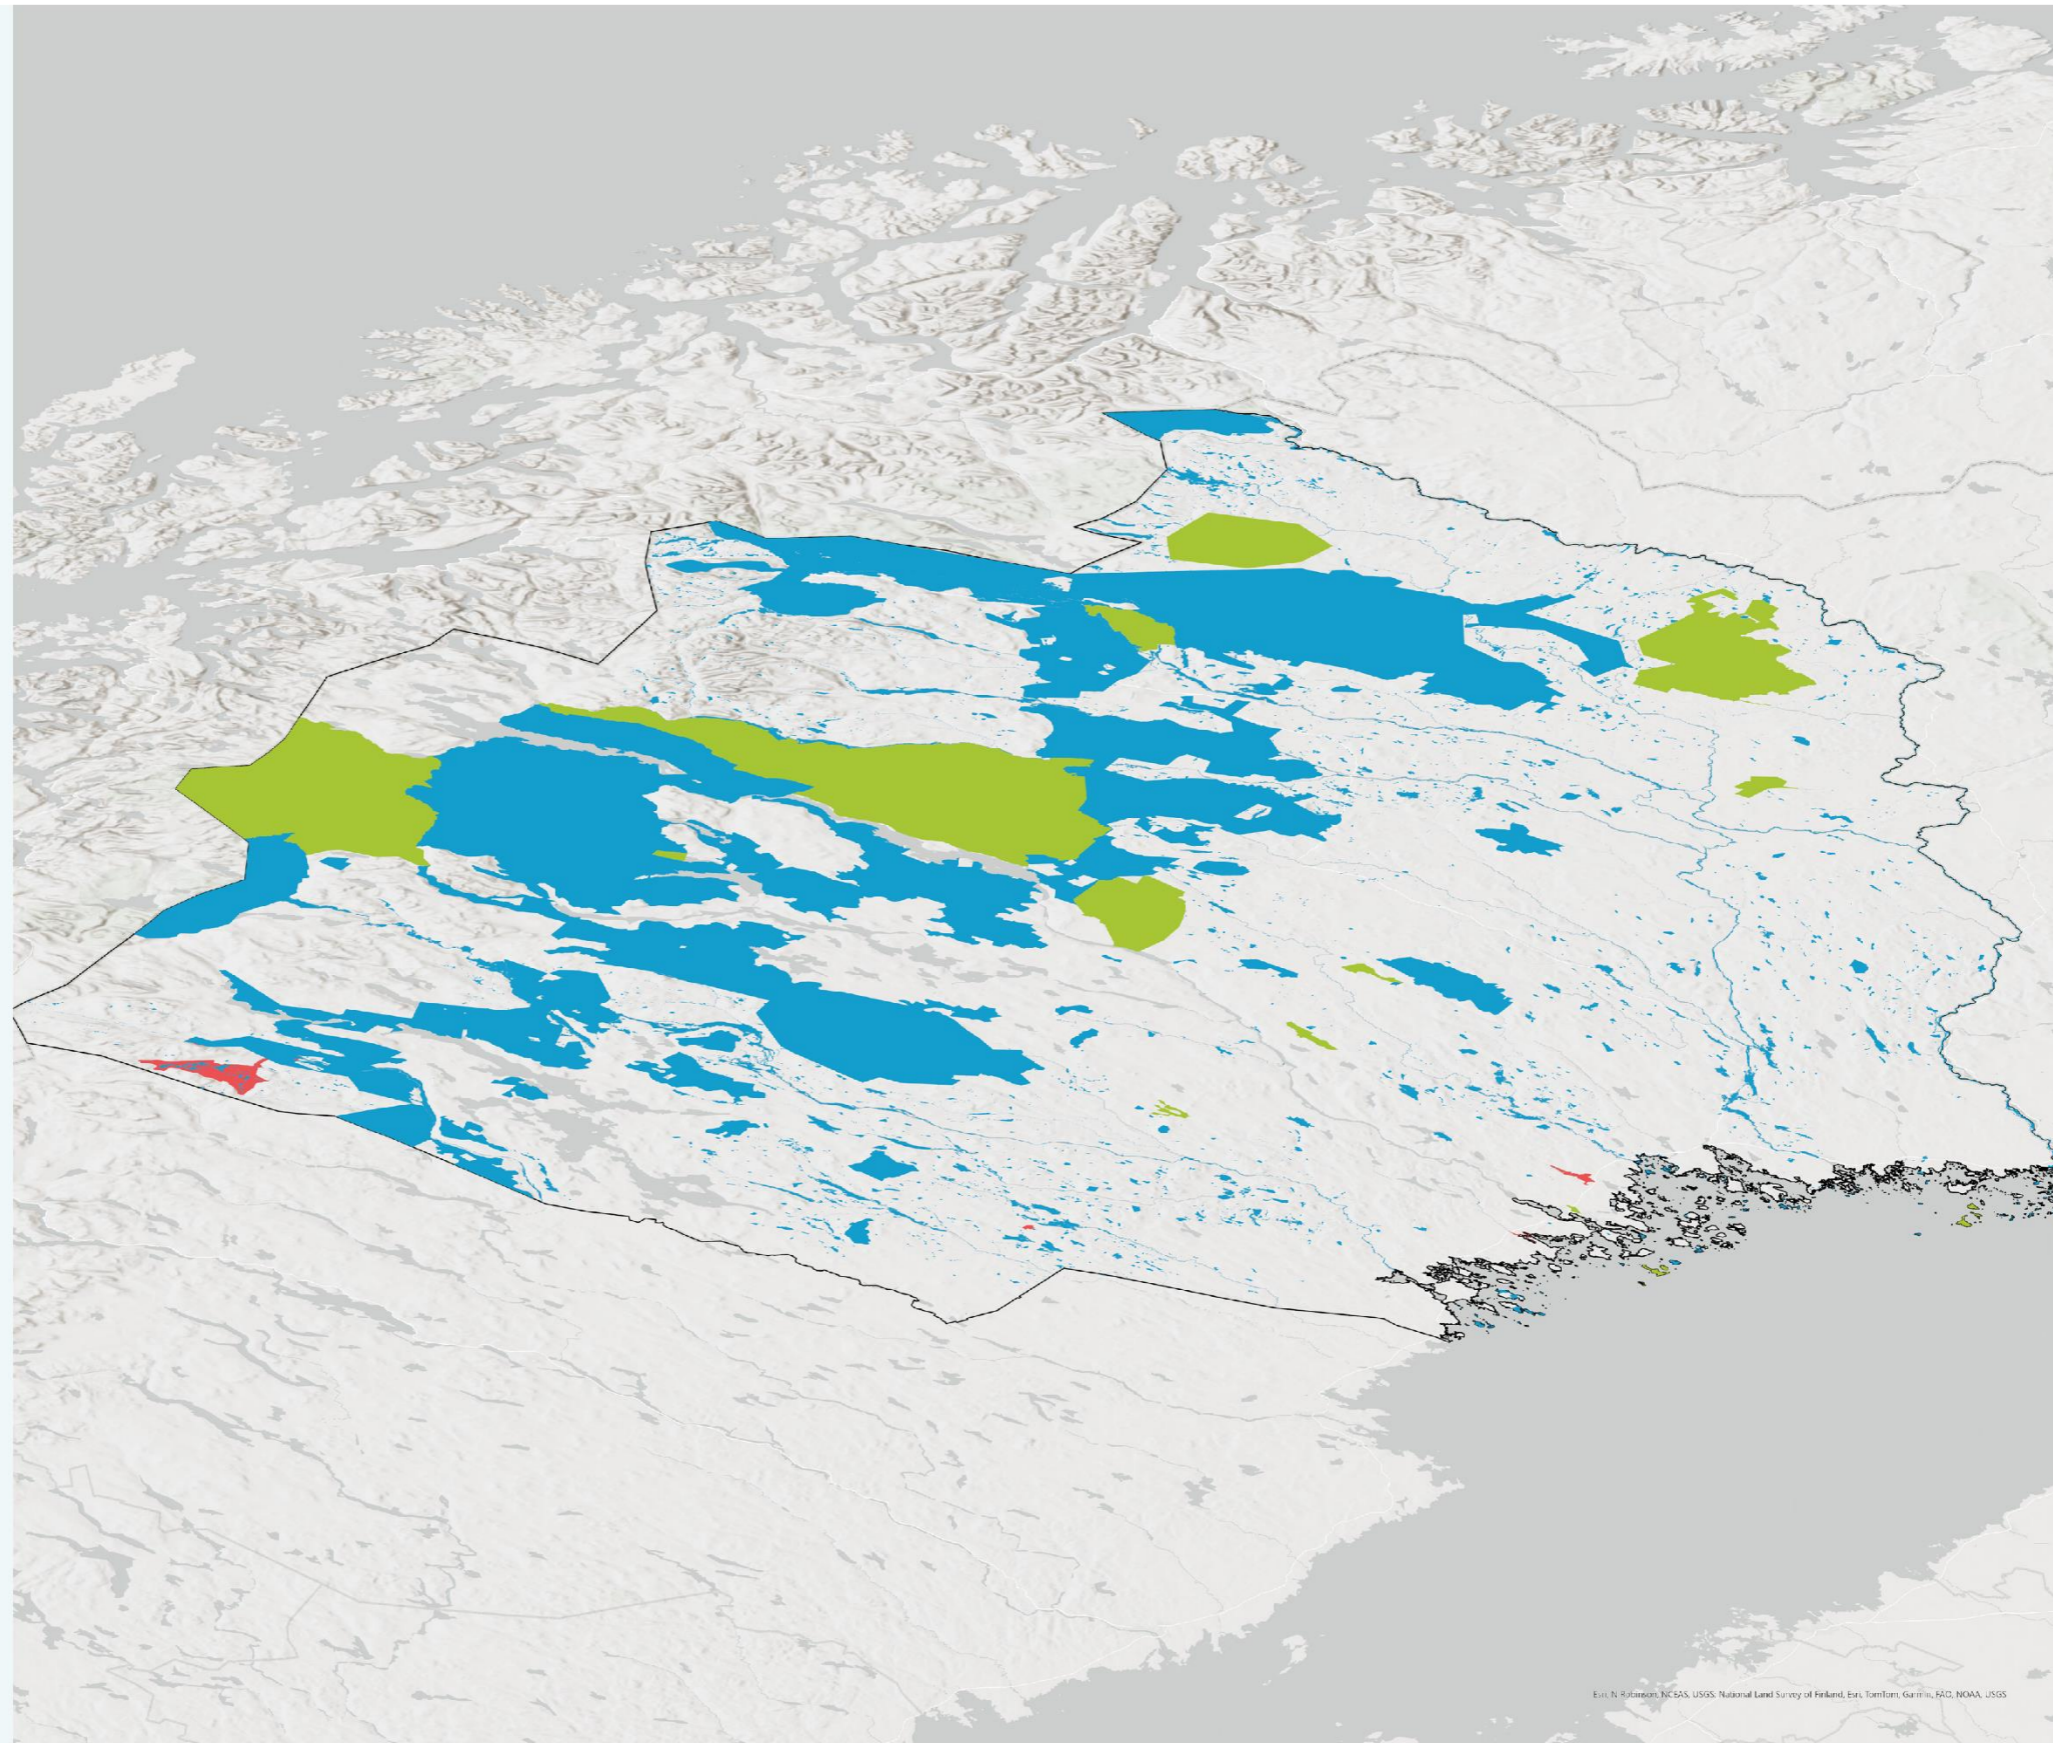 Esri, N Robinson, NCEAS, USGS: National Land Survey of Finland, Esri, TomTom, Garmin, FAO, NOAA, USGS